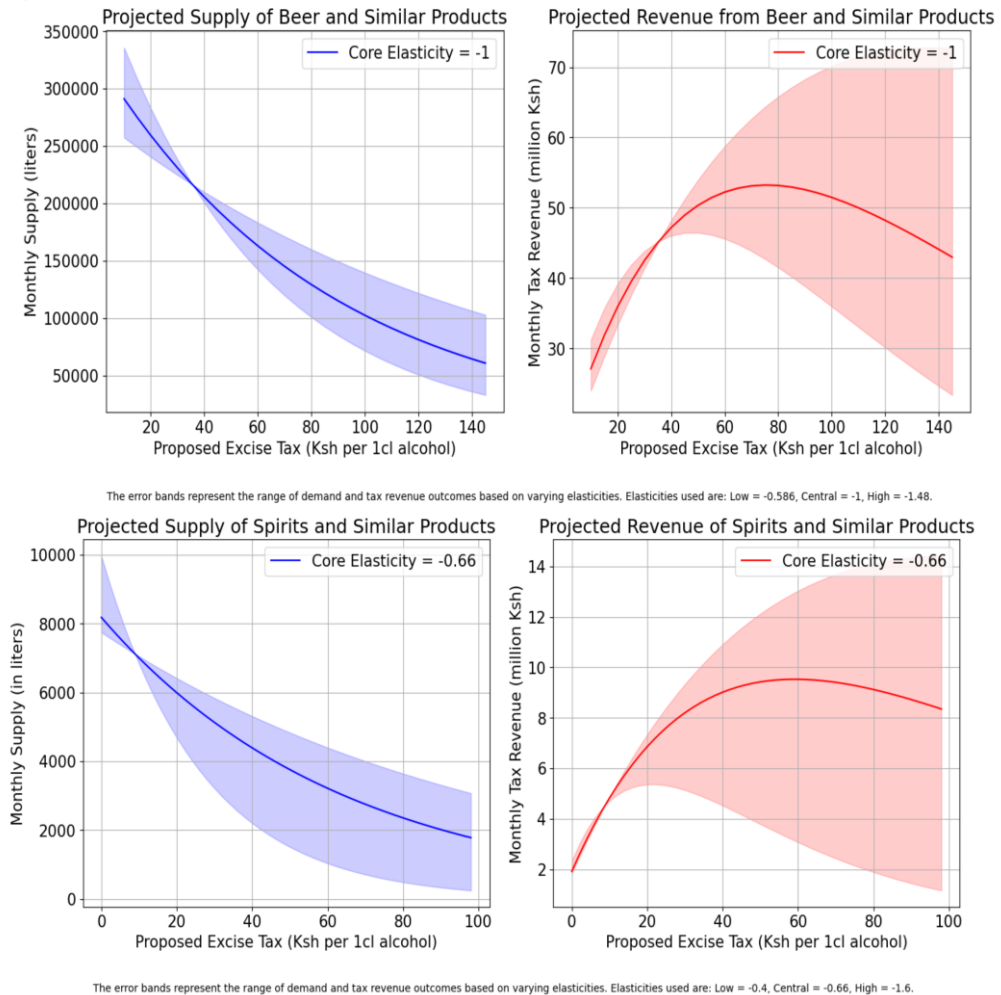 Projected Supply of Beer and Similar Products
Projected Revenue from Beer and Similar Products
350000
300000
250000
200000
150000
100000
50000
Monthly Supply (liters)
Core Elasticity = -1
20 40 60 80 100 120 140
Proposed Excise Tax (Ksh per 1cl alcohol)
70
60
50
40
30
Monthly Tax Revenue (million Ksh)
Core Elasticity = -1
20 40 60 80 100 120 140
Proposed Excise Tax (Ksh per 1cl alcohol)
The error bands represent the range of demand and tax revenue outcomes based on varying elasticities. Elasticities used are: Low = -0.586, Central = -1, High = -1.48.
Projected Supply of Spirits and Similar Products
Projected Revenue of Spirits and Similar Products
10000
8000
6000
4000
2000
0
Monthly Supply (in liters)
Core Elasticity = -0.66
0 20 40 60 80 100
Proposed Excise Tax (Ksh per 1cl alcohol)
14
12
10
8
6
4
2
Monthly Tax Revenue (million Ksh)
Core Elasticity = -0.66
0 20 40 60 80 100
Proposed Excise Tax (Ksh per 1cl alcohol)
The error bands represent the range of demand and tax revenue outcomes based on varying elasticities. Elasticities used are: Low = -0.4, Central = -0.66, High = -1.6.